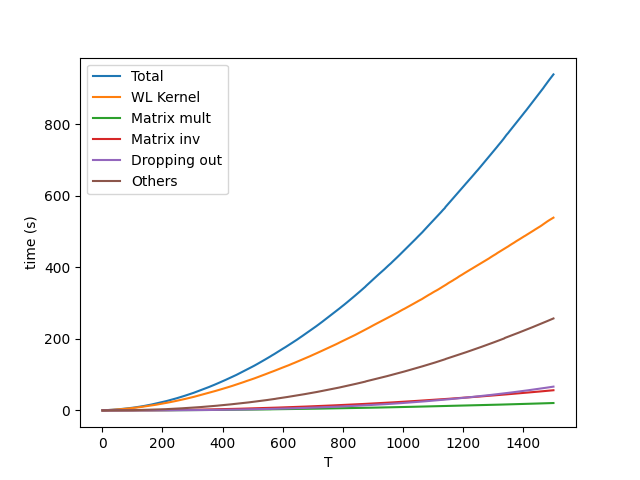 Total
WL Kernel
Matrix mult
Matrix inv
Dropping out
Others
800
600
400
200
0
time (s)
0 200 400 600 800 1000 1200 1400
T